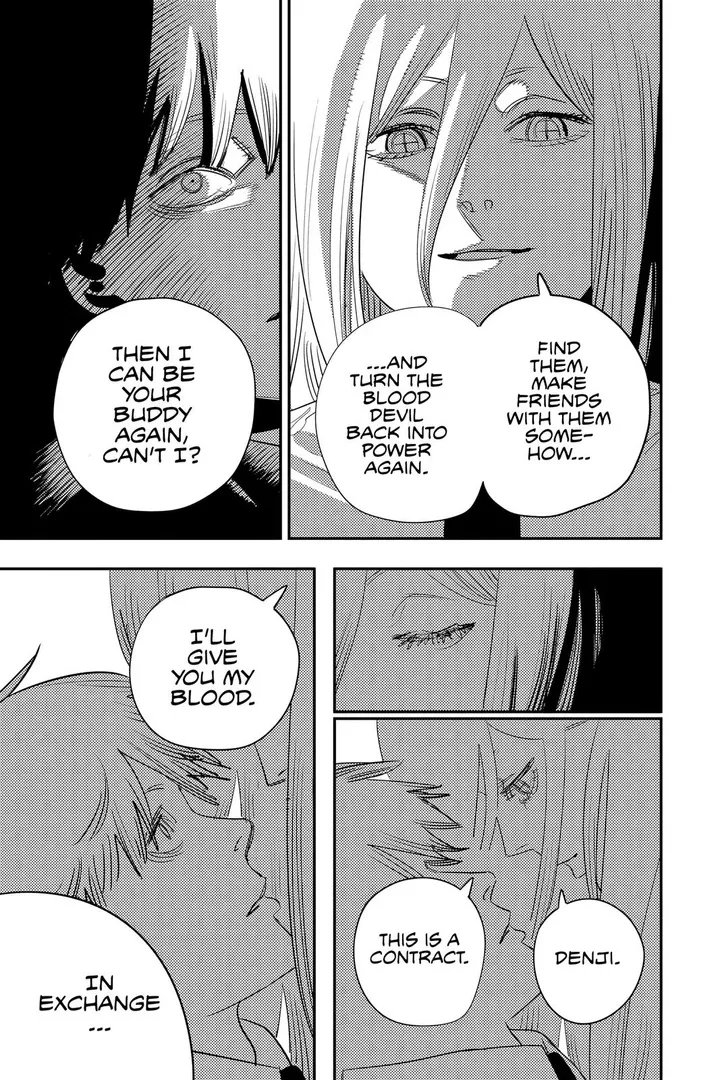 FIND
THEM,
MAKE
FRIENDS
WITH THEM
SOME-
HOW...
...AND
TURN THE
BLOOD
DEVIL
BACK INTO
POWER
AGAIN.
THEN I
CAN BE
YOUR
BUDDY
AGAIN,
CAN'T I?
DENJI.
THIS IS A
CONTRACT.
I'LL
GIVE
YOU MY
BLOOD.
IN
EXCHANGE
...